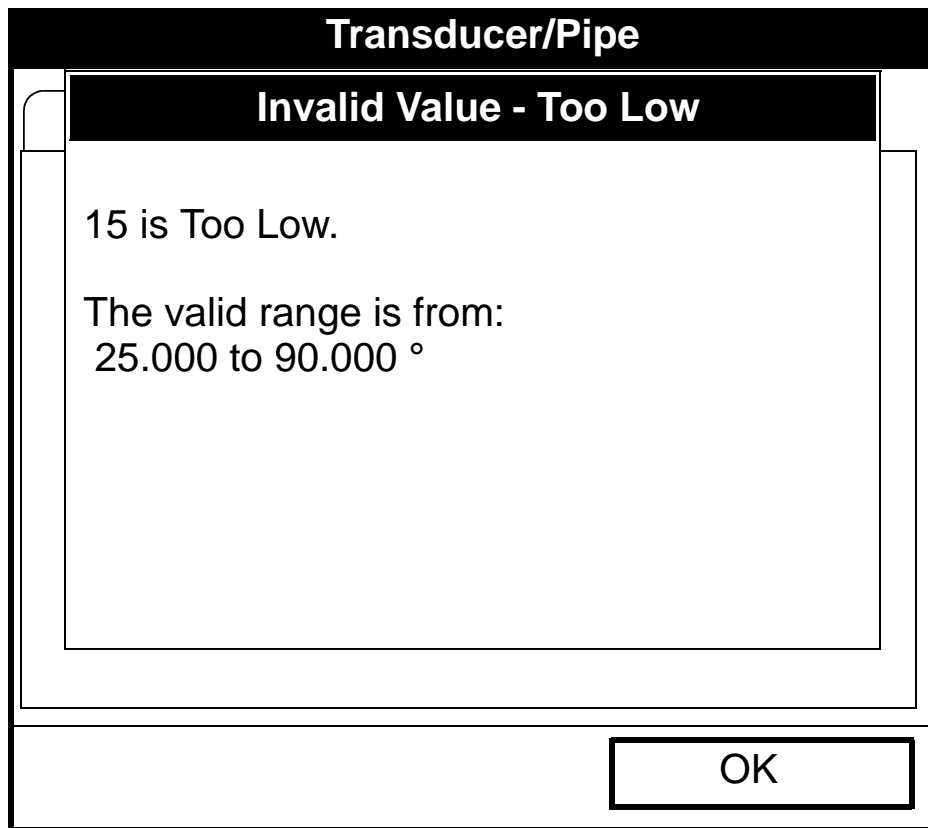 Transducer/Pipe
Invalid Value - Too Low
15 is Too Low.
The valid range is from:
25.000 to 90.000 °
OK